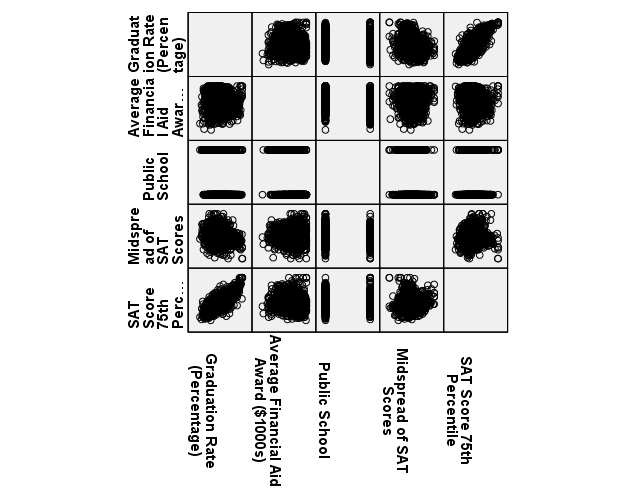 Graduat
ion Rate
(Percen
tage)
Average
Financia
l Aid
Awar...
Public
School
Midspre
ad of
SAT
Scores
SAT
Score
75th
Perc...
Graduation Rate
(Percentage)
Average Financial Aid
Award ($1000s)
Public School
Midspread of SAT
Scores
SAT Score 75th
Percentile